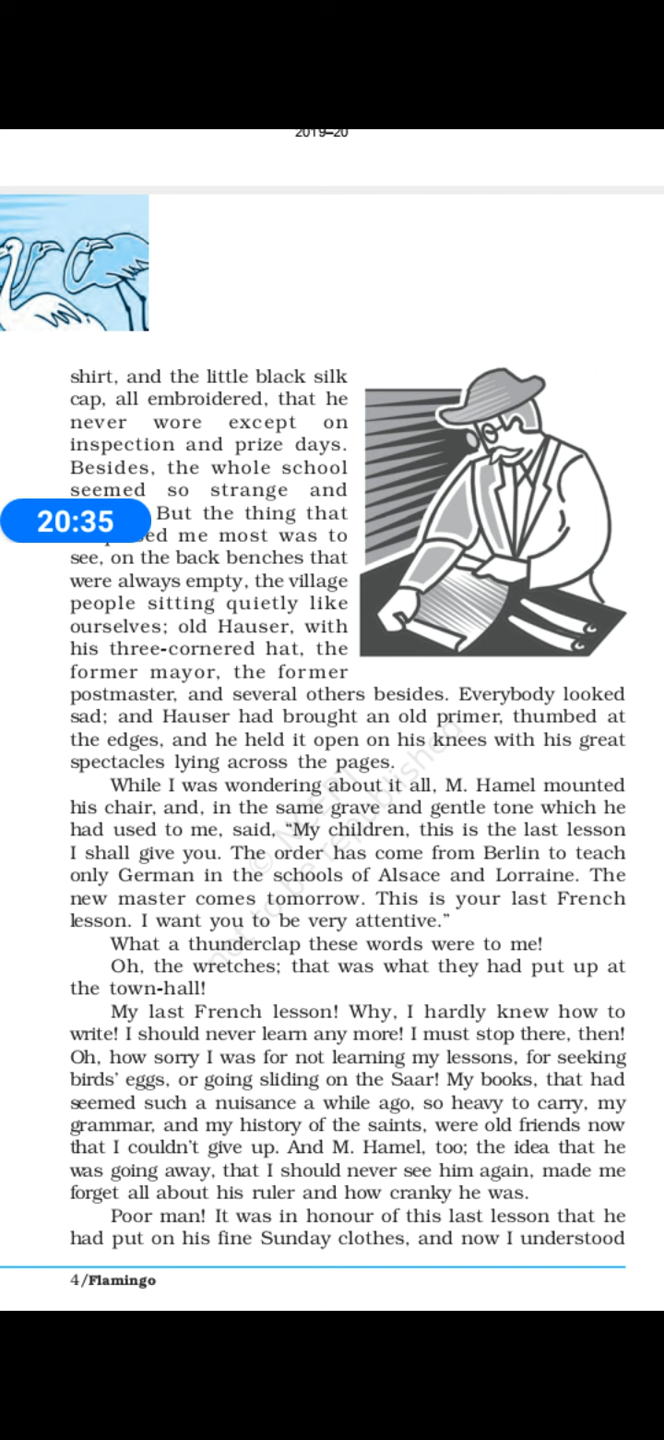 2019–20
shirt, and the little black silk
cap, all embroidered, that he
never wore except on
inspection and prize days.
Besides, the whole school
seemed so strange and
20:35
But the thing that
ed me most was to
see, on the back benches that
were always empty, the village
people sitting quietly like
ourselves; old Hauser, with
his three-cornered hat, the
former mayor, the former
postmaster, and several others besides. Everybody looked
sad; and Hauser had brought an old primer, thumbed at
the edges, and he held it open on his knees with his great
spectacles lying across the pages.
While I was wondering about it all, M. Hamel mounted
his chair, and, in the same grave and gentle tone which he
had used to me, said, “My children, this is the last lesson
I shall give you. The order has come from Berlin to teach
only German in the schools of Alsace and Lorraine. The
new master comes tomorrow. This is your last French
lesson. I want you to be very attentive.”
What a thunderclap these words were to me!
Oh, the wretches; that was what they had put up at
the town-hall!
My last French lesson! Why, I hardly knew how to
write! I should never learn any more! I must stop there, then!
Oh, how sorry I was for not learning my lessons, for seeking
birds’ eggs, or going sliding on the Saar! My books, that had
seemed such a nuisance a while ago, so heavy to carry, my
grammar, and my history of the saints, were old friends now
that I couldn’t give up. And M. Hamel, too; the idea that he
was going away, that I should never see him again, made me
forget all about his ruler and how cranky he was.
Poor man! It was in honour of this last lesson that he
had put on his fine Sunday clothes, and now I understood
4/Flamingo
not to be republished